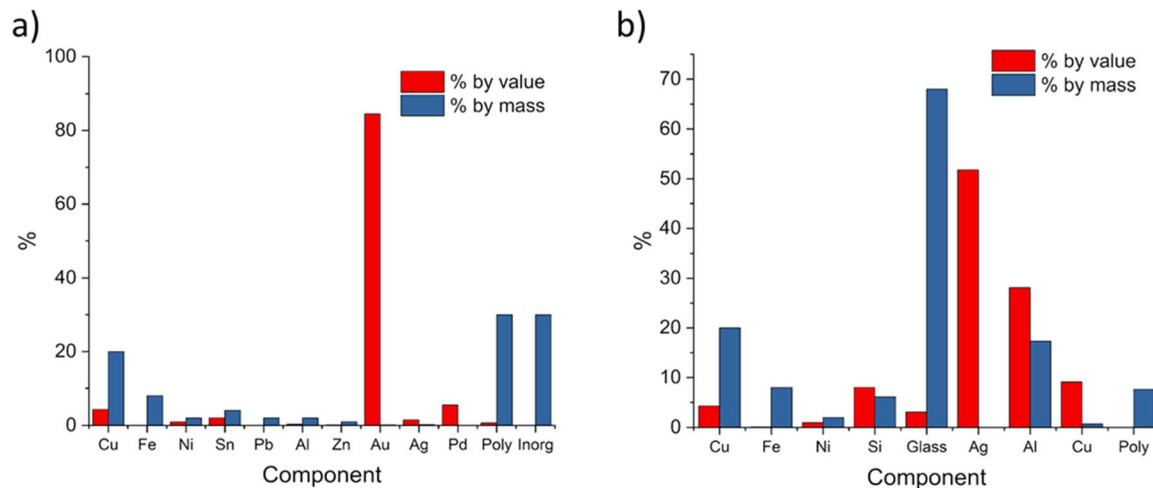 a)
% by value
% by mass
100
80
60
40
20
0
%
Cu Fe Ni Sn Pb Al Zn Au Ag Pd Poly Inorg
Component
b)
% by value
% by mass
70
60
50
40
30
20
10
0
%
Cu Fe Ni Si Glass Ag Al Cu Poly
Component